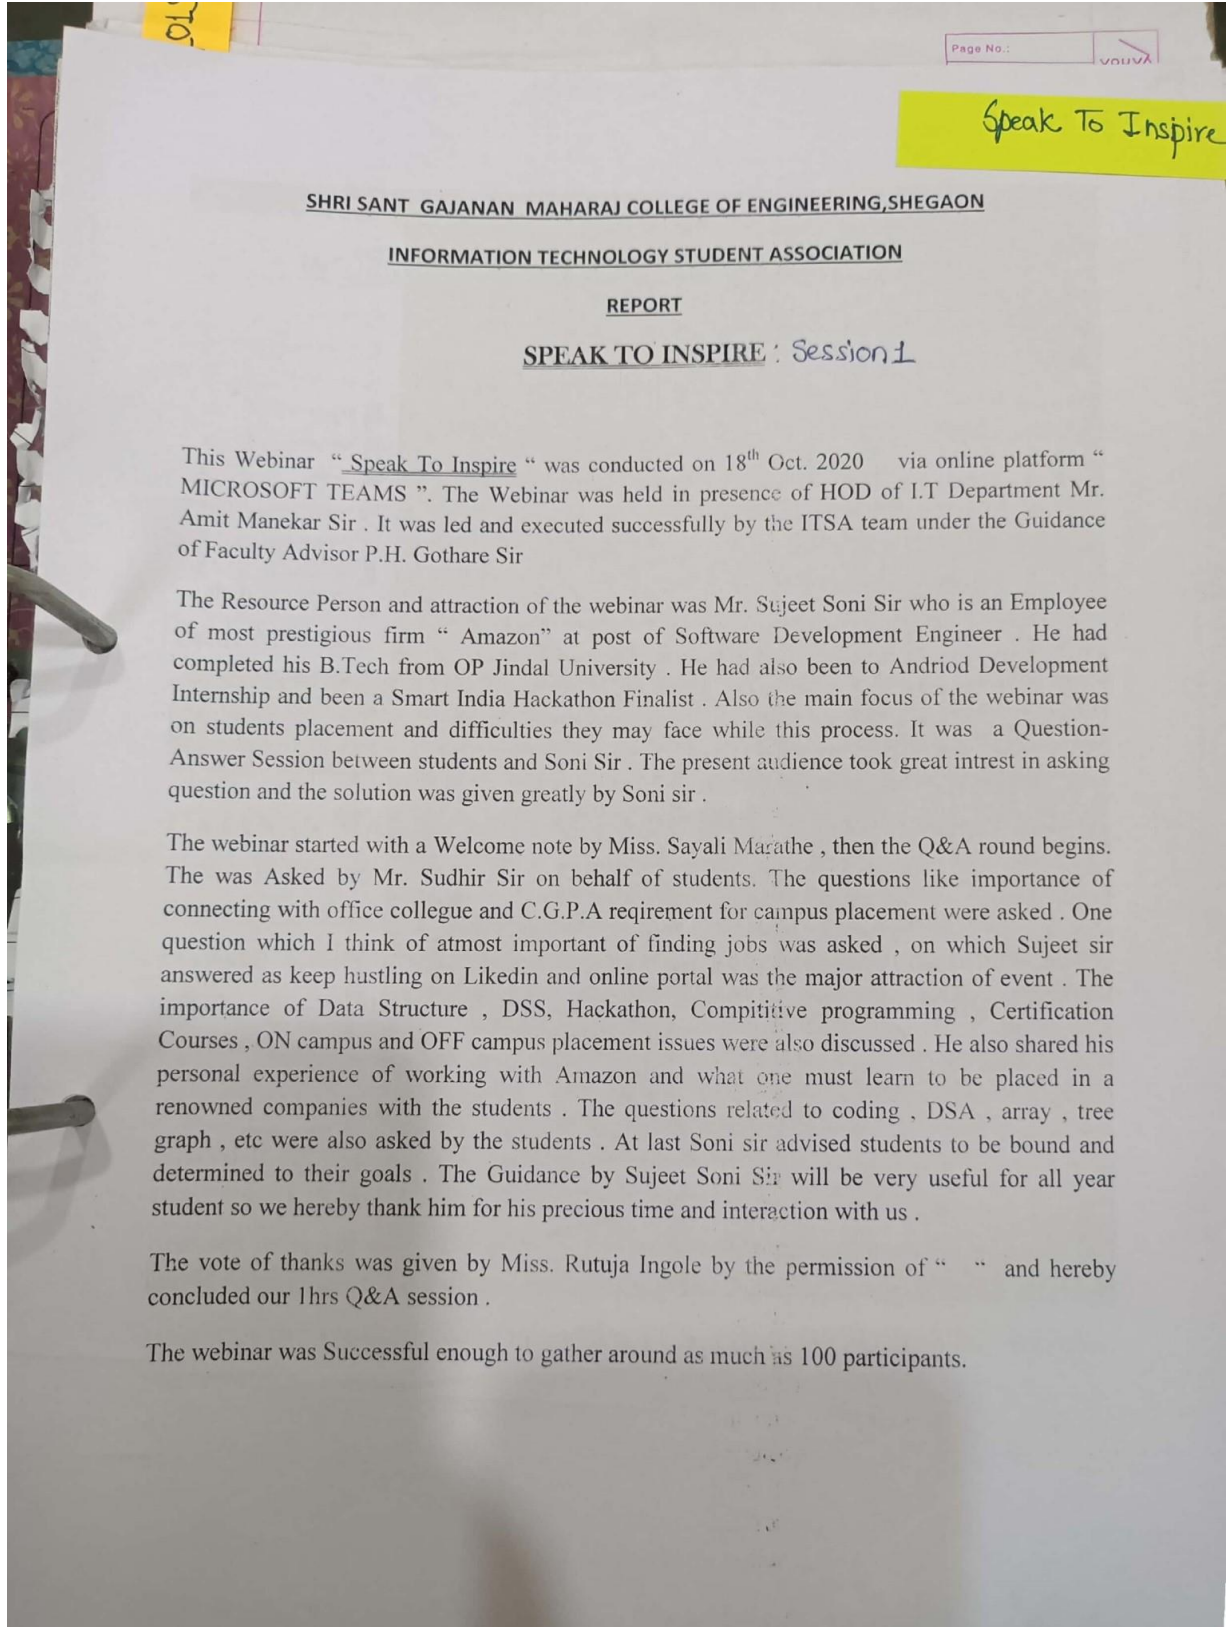 Page No.:
YOUVA
Speak To Inspire
SHRI SANT GAJANAN MAHARAJ COLLEGE OF ENGINEERING,SHEGAON
INFORMATION TECHNOLOGY STUDENT ASSOCIATION
REPORT
SPEAK TO INSPIRE : Session 1
This Webinar “ Speak To Inspire “ was conducted on 18th Oct. 2020 via online platform “
MICROSOFT TEAMS ”. The Webinar was held in presence of HOD of I.T Department Mr.
Amit Manekar Sir . It was led and executed successfully by the ITSA team under the Guidance
of Faculty Advisor P.H. Gothare Sir
The Resource Person and attraction of the webinar was Mr. Sujeet Soni Sir who is an Employee
of most prestigious firm “ Amazon” at post of Software Development Engineer . He had
completed his B.Tech from OP Jindal University . He had also been to Andriod Development
Internship and been a Smart India Hackathon Finalist . Also the main focus of the webinar was
on students placement and difficulties they may face while this process. It was a Question-
Answer Session between students and Soni Sir . The present audience took great intrest in asking
question and the solution was given greatly by Soni sir .
The webinar started with a Welcome note by Miss. Sayali Marathe , then the Q&A round begins.
The was Asked by Mr. Sudhir Sir on behalf of students. The questions like importance of
connecting with office collegue and C.G.P.A reqirement for campus placement were asked . One
question which I think of atmost important of finding jobs was asked , on which Sujeet sir
answered as keep hustling on Likedin and online portal was the major attraction of event . The
importance of Data Structure , DSS, Hackathon, Compititive programming , Certification
Courses , ON campus and OFF campus placement issues were also discussed . He also shared his
personal experience of working with Amazon and what one must learn to be placed in a
renowned companies with the students . The questions related to coding , DSA , array , tree
graph , etc were also asked by the students . At last Soni sir advised students to be bound and
determined to their goals . The Guidance by Sujeet Soni Sir will be very useful for all year
student so we hereby thank him for his precious time and interaction with us .
The vote of thanks was given by Miss. Rutuja Ingole by the permission of “ “ and hereby
concluded our 1hrs Q&A session .
The webinar was Successful enough to gather around as much as 100 participants.